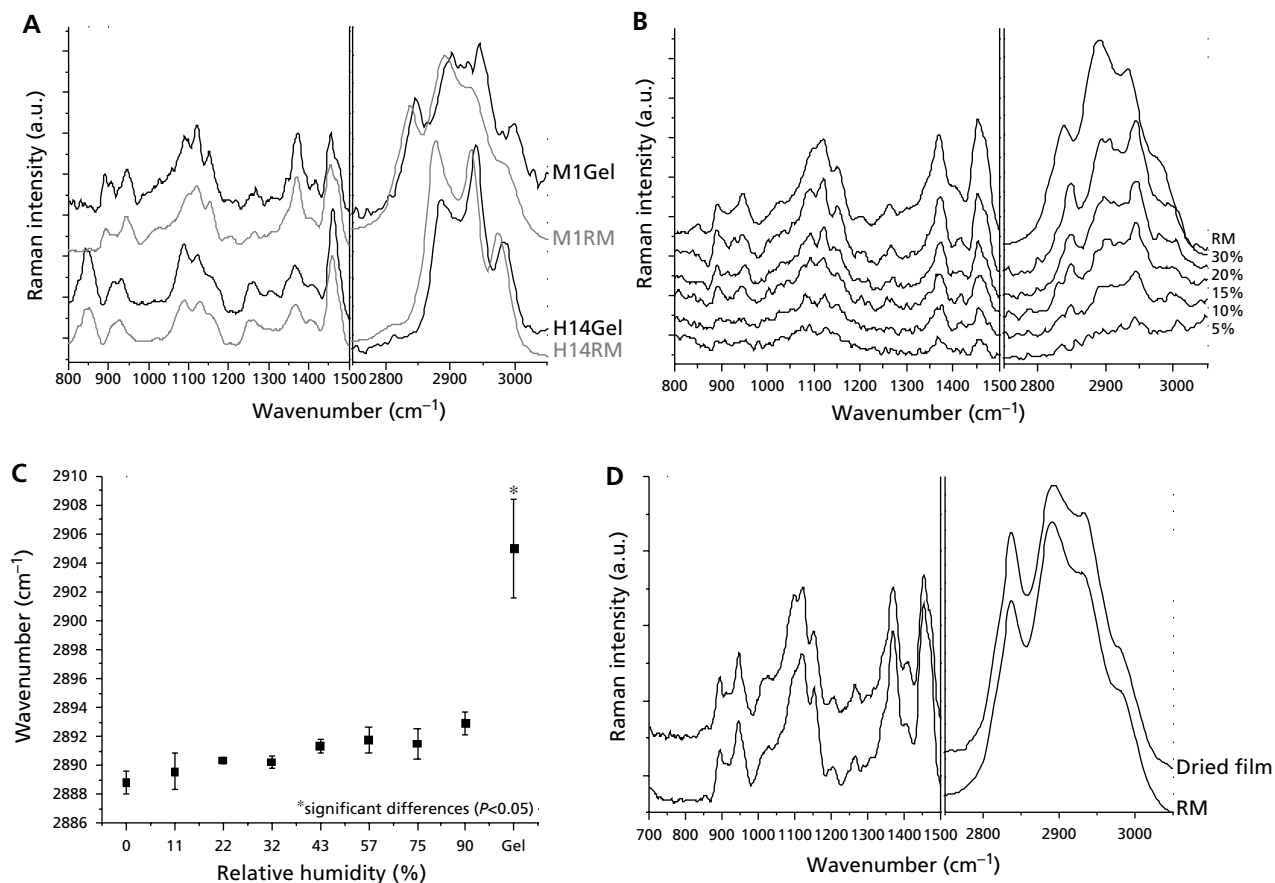 A
Raman intensity (a.u.)
M1Gel
M1RM
H14Gel
H14RM
800 900 1000 1100 1200 1300 1400 1500 2800 2900 3000
Wavenumber (cm⁻¹)
B
Raman intensity (a.u.)
RM
30%
20%
15%
10%
5%
800 900 1000 1100 1200 1300 1400 1500 2800 2900 3000
Wavenumber (cm⁻¹)
C
Wavenumber (cm⁻¹)
2910
2908
2906
2904
2902
2900
2898
2896
2894
2892
2890
2888
2886
*
*significant differences (P<0.05)
0 11 22 32 43 57 75 90 Gel
Relative humidity (%)
D
Raman intensity (a.u.)
Dried film
RM
700 800 900 1000 1100 1200 1300 1400 1500 2800 2900 3000
Wavenumber (cm⁻¹)